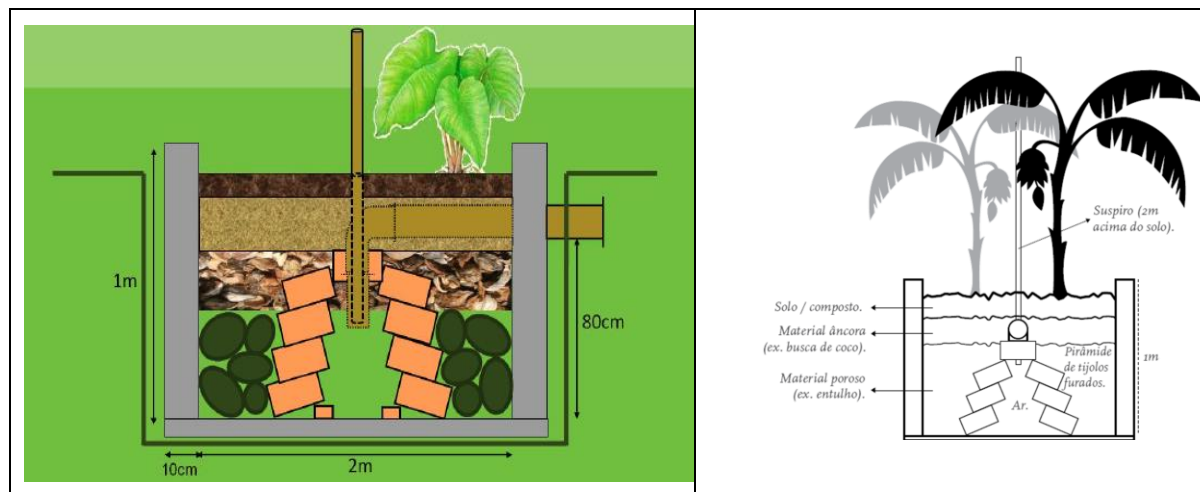 1m
80cm
10cm
2m
Suspiro (2m
acima do solo).
Solo / composto.
Material âncora
(ex. busca de coco).
Pirâmide
de tijolos
furados.
Material poroso
(ex. entulho).
Ar.
1m